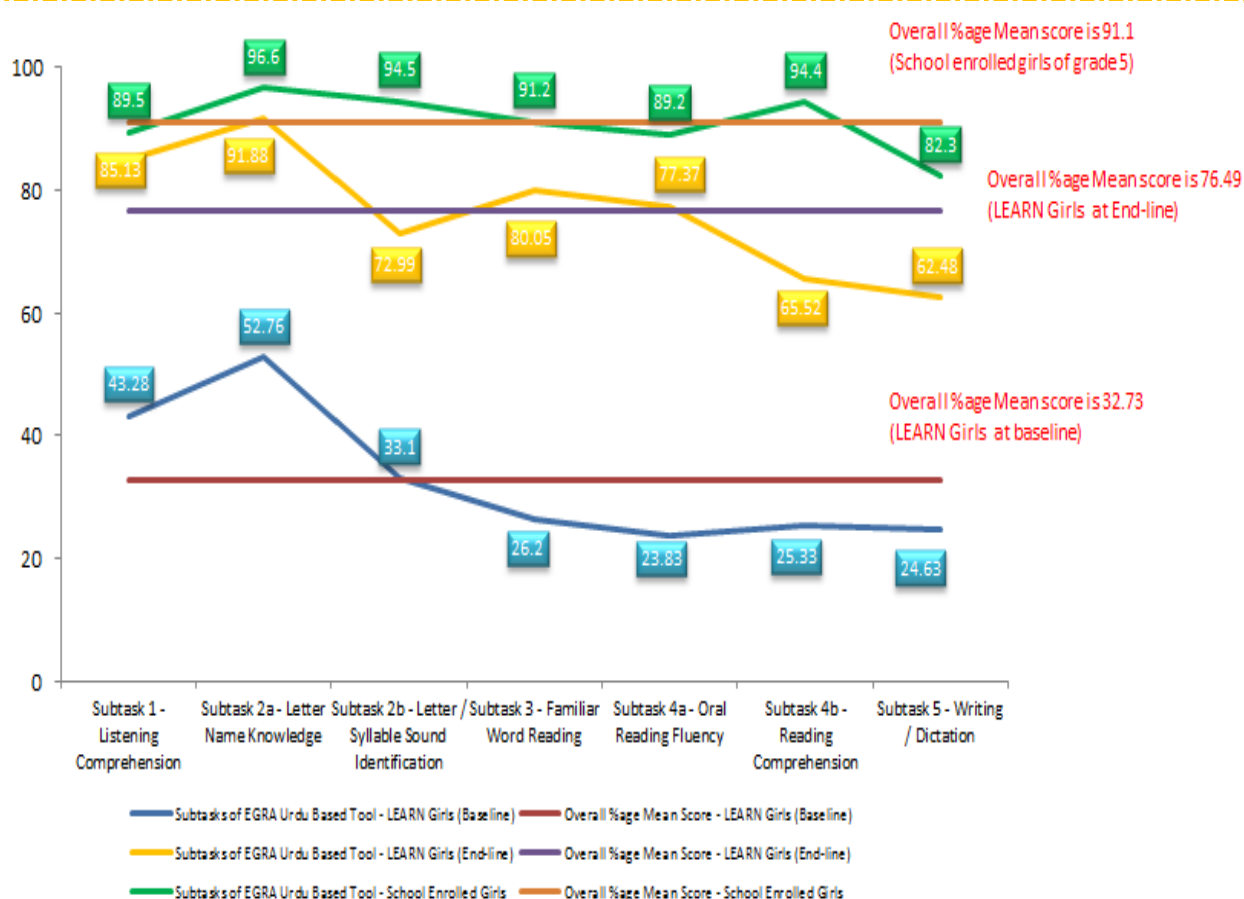 Overall %age Mean score is 91.1
(School enrolled girls of grade 5)
100
96.6
94.5
91.2
89.2
94.4
89.5
82.3
85.13
91.88
77.37
Overall %age Mean score is 76.49
(LEARN Girls at End-line)
80
72.99
80.05
65.52
62.48
60
52.76
43.28
Overall %age Mean score is 32.73
(LEARN Girls at baseline)
40
33.1
26.2
23.83
25.33
24.63
20
0
Subtask 1 -
Listening
Comprehension
Subtask 2a - Letter
Name Knowledge
Subtask 2b - Letter /
Syllable Sound
Identification
Subtask 3 - Familiar
Word Reading
Subtask 4a - Oral
Reading Fluency
Subtask 4b -
Reading
Comprehension
Subtask 5 - Writing
/ Dictation
Subtasks of EGRA Urdu Based Tool - LEARN Girls (Baseline)
Overall %age Mean Score - LEARN Girls (Baseline)
Subtasks of EGRA Urdu Based Tool - LEARN Girls (End-line)
Overall %age Mean Score - LEARN Girls (End-line)
Subtasks of EGRA Urdu Based Tool - School Enrolled Girls
Overall %age Mean Score - School Enrolled Girls